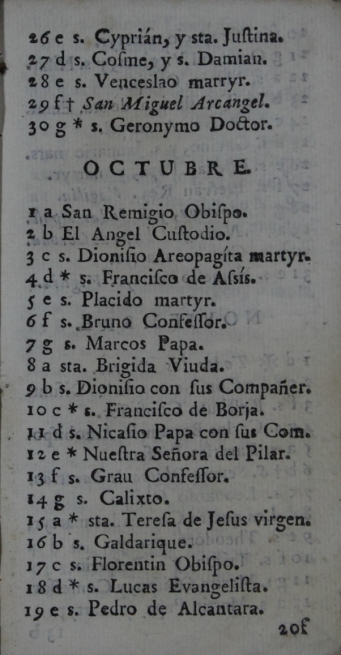 26 e s. Cyprián, y sta. Juſtina.
27 d s. Coſme, y s. Damian.
28 e s. Venceslao martyr.
29 f † San Miguel Arcangel.
30 g * s. Geronymo Doctor.
OCTUBRE.
1 a San Remigio Obiſpo.
2 b El Angel Cuſtodio.
3 c s. Dioniſio Areopagíta martyr.
4 d * s. Franciſco de Aſsís.
5 e s. Placido martyr.
6 f s. Bruno Confeſſor.
7 g s. Marcos Papa.
8 a sta. Brigida Viuda.
9 b s. Dioniſio con ſus Compañer.
10 c * s. Franciſco de Borja.
11 d s. Nicaſio Papa con ſus Com.
12 e * Nueſtra Señora del Pilar.
13 f s. Grau Confeſſor.
14 g s. Calixto.
15 a * sta. Tereſa de Jeſus virgen.
16 b s. Galdarique.
17 c s. Florentin Obiſpo.
18 d * s. Lucas Evangeliſta.
19 e s. Pedro de Alcantara.
20 f